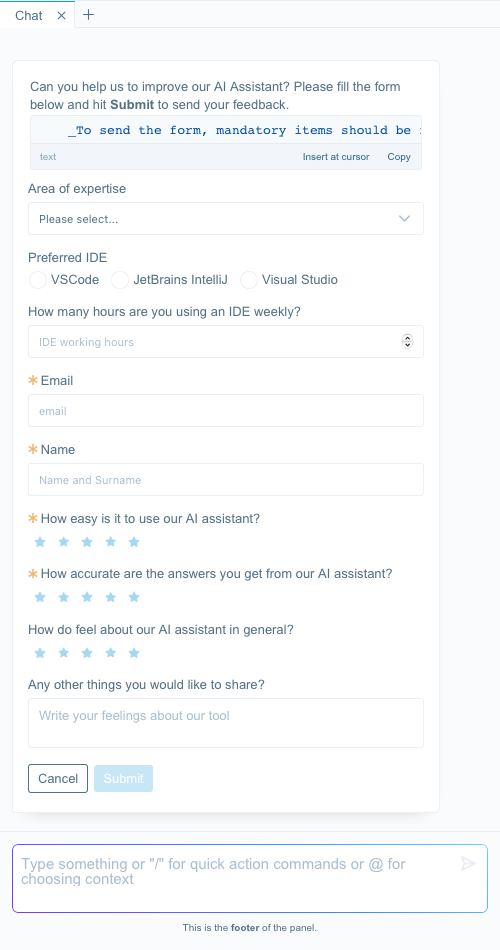 Chat
Can you help us to improve our AI Assistant? Please fill the form
below and hit Submit to send your feedback.
_To send the form, mandatory items should be
text Insert at cursor Copy
Area of expertise
Please select...
Preferred IDE
VSCode JetBrains IntelliJ Visual Studio
How many hours are you using an IDE weekly?
IDE working hours
* Email
email
* Name
Name and Surname
* How easy is it to use our AI assistant?
* How accurate are the answers you get from our AI assistant?
How do feel about our AI assistant in general?
Any other things you would like to share?
Write your feelings about our tool
Cancel Submit
Type something or "/" for quick action commands or @ for
choosing context
This is the footer of the panel.